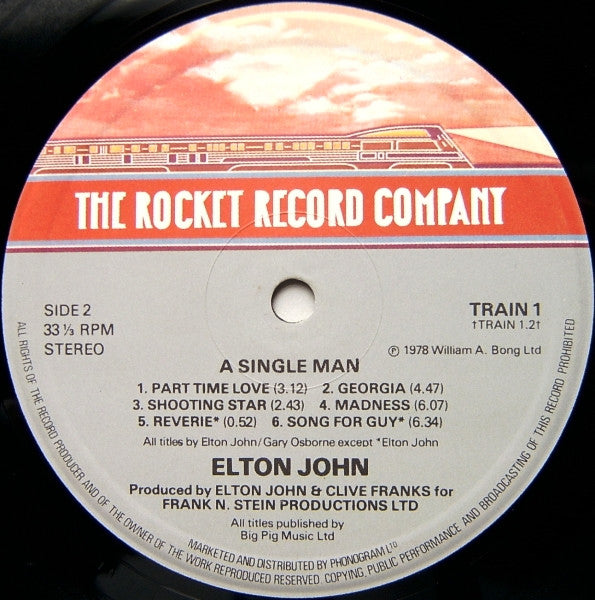 THE ROCKET RECORD COMPANY
SIDE 2
33 ⅓ RPM
STEREO
TRAIN 1
†TRAIN 1.2†
℗ 1978 William A. Bong Ltd
A SINGLE MAN
1. PART TIME LOVE (3.12) 2. GEORGIA (4.47)
3. SHOOTING STAR (2.43) 4. MADNESS (6.07)
5. REVERIE* (0.52) 6. SONG FOR GUY* (6.34)
All titles by Elton John/Gary Osborne except *Elton John
ELTON JOHN
Produced by ELTON JOHN & CLIVE FRANKS for
FRANK N. STEIN PRODUCTIONS LTD
All titles published by
Big Pig Music Ltd
MARKETED AND DISTRIBUTED BY PHONOGRAM LTD
ALL RIGHTS OF THE RECORD PRODUCER AND OF THE OWNER OF THE WORK REPRODUCED RESERVED. COPYING, PUBLIC PERFORMANCE AND BROADCASTING OF THIS RECORD PROHIBITED